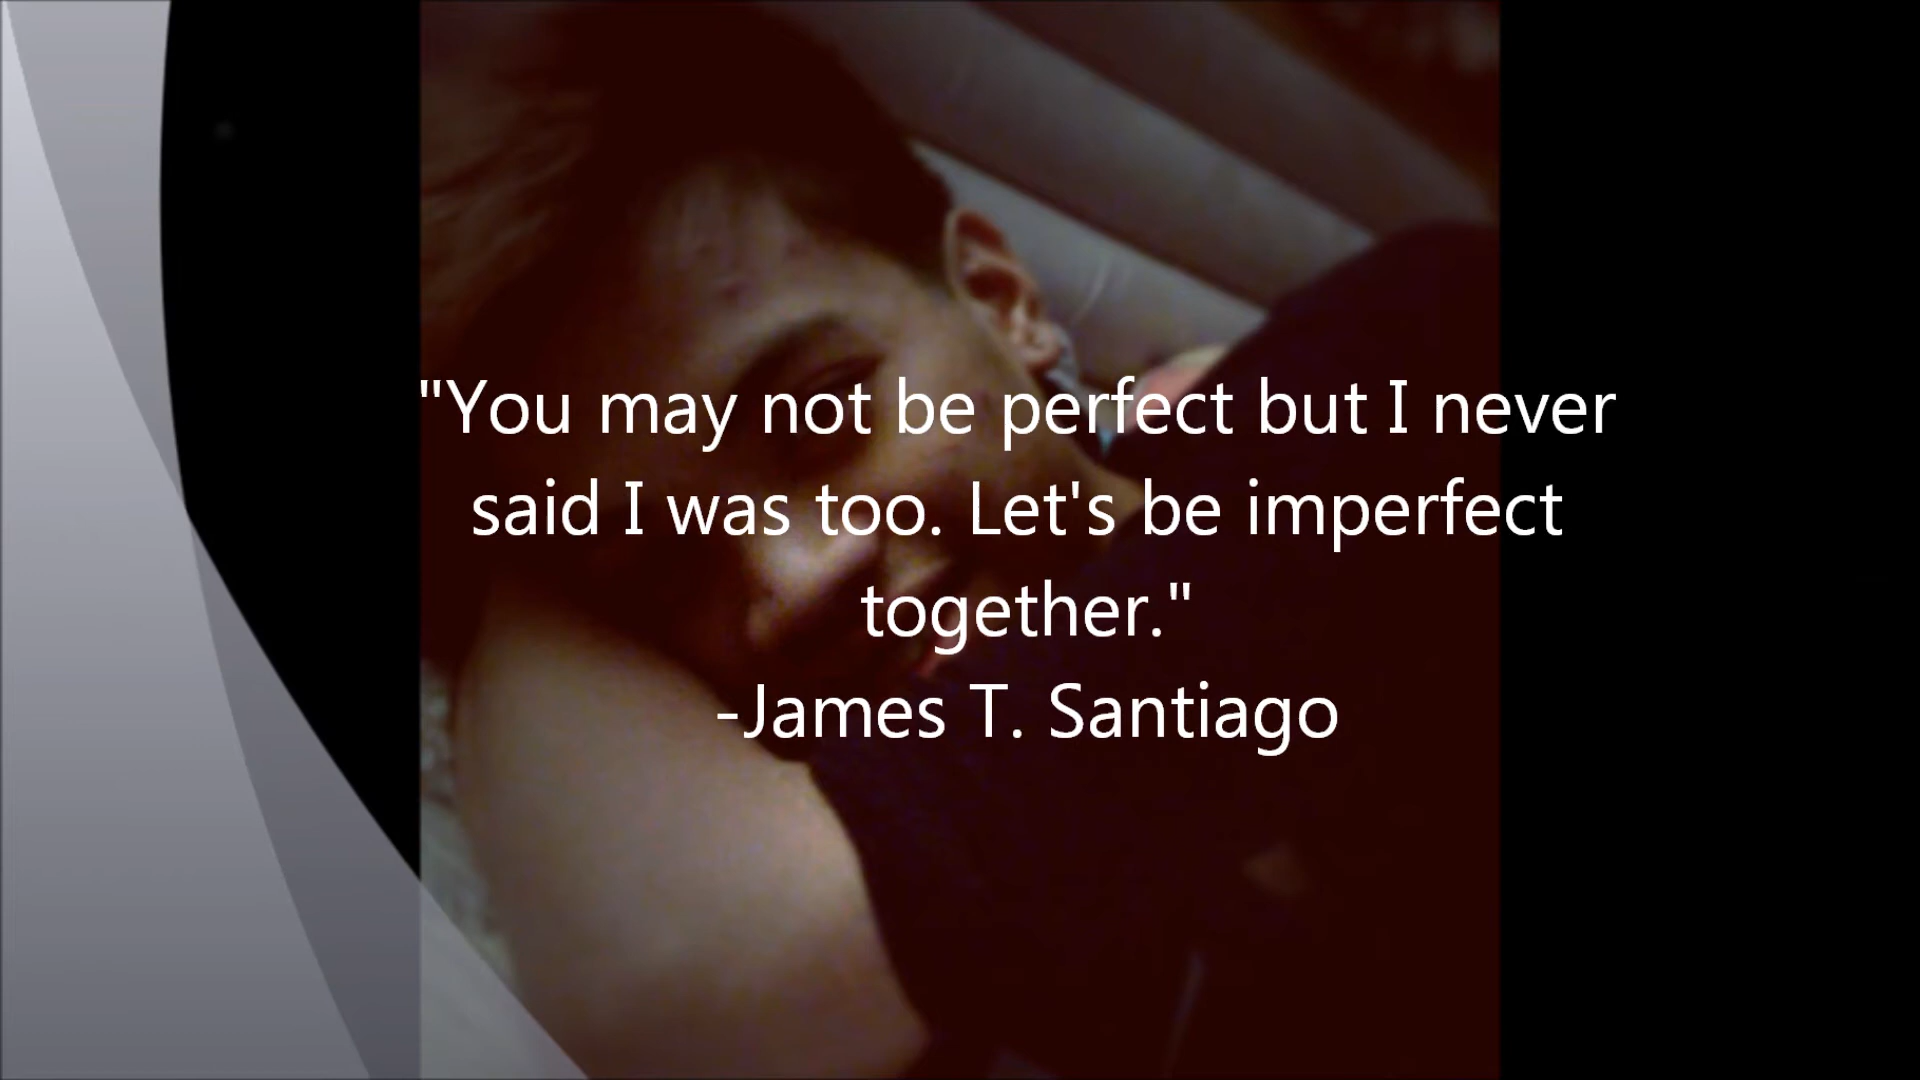 "You may not be perfect but I never
said I was too. Let's be imperfect
together."
-James T. Santiago